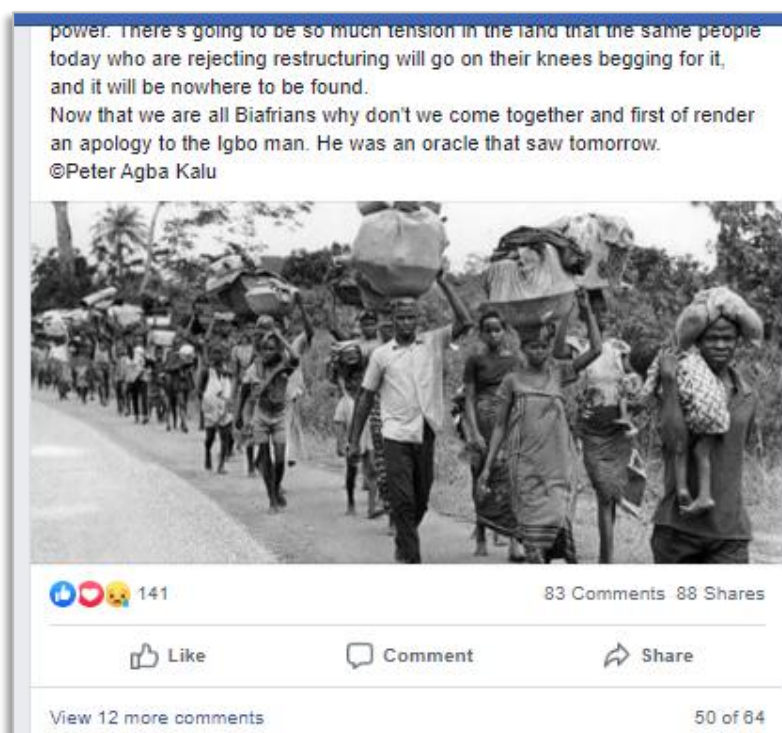 power. There's going to be so much tension in the land that the same people
today who are rejecting restructuring will go on their knees begging for it,
and it will be nowhere to be found.
Now that we are all Biafrians why don't we come together and first of render
an apology to the Igbo man. He was an oracle that saw tomorrow.
©Peter Agba Kalu
141
83 Comments 88 Shares
Like Comment Share
View 12 more comments 50 of 64